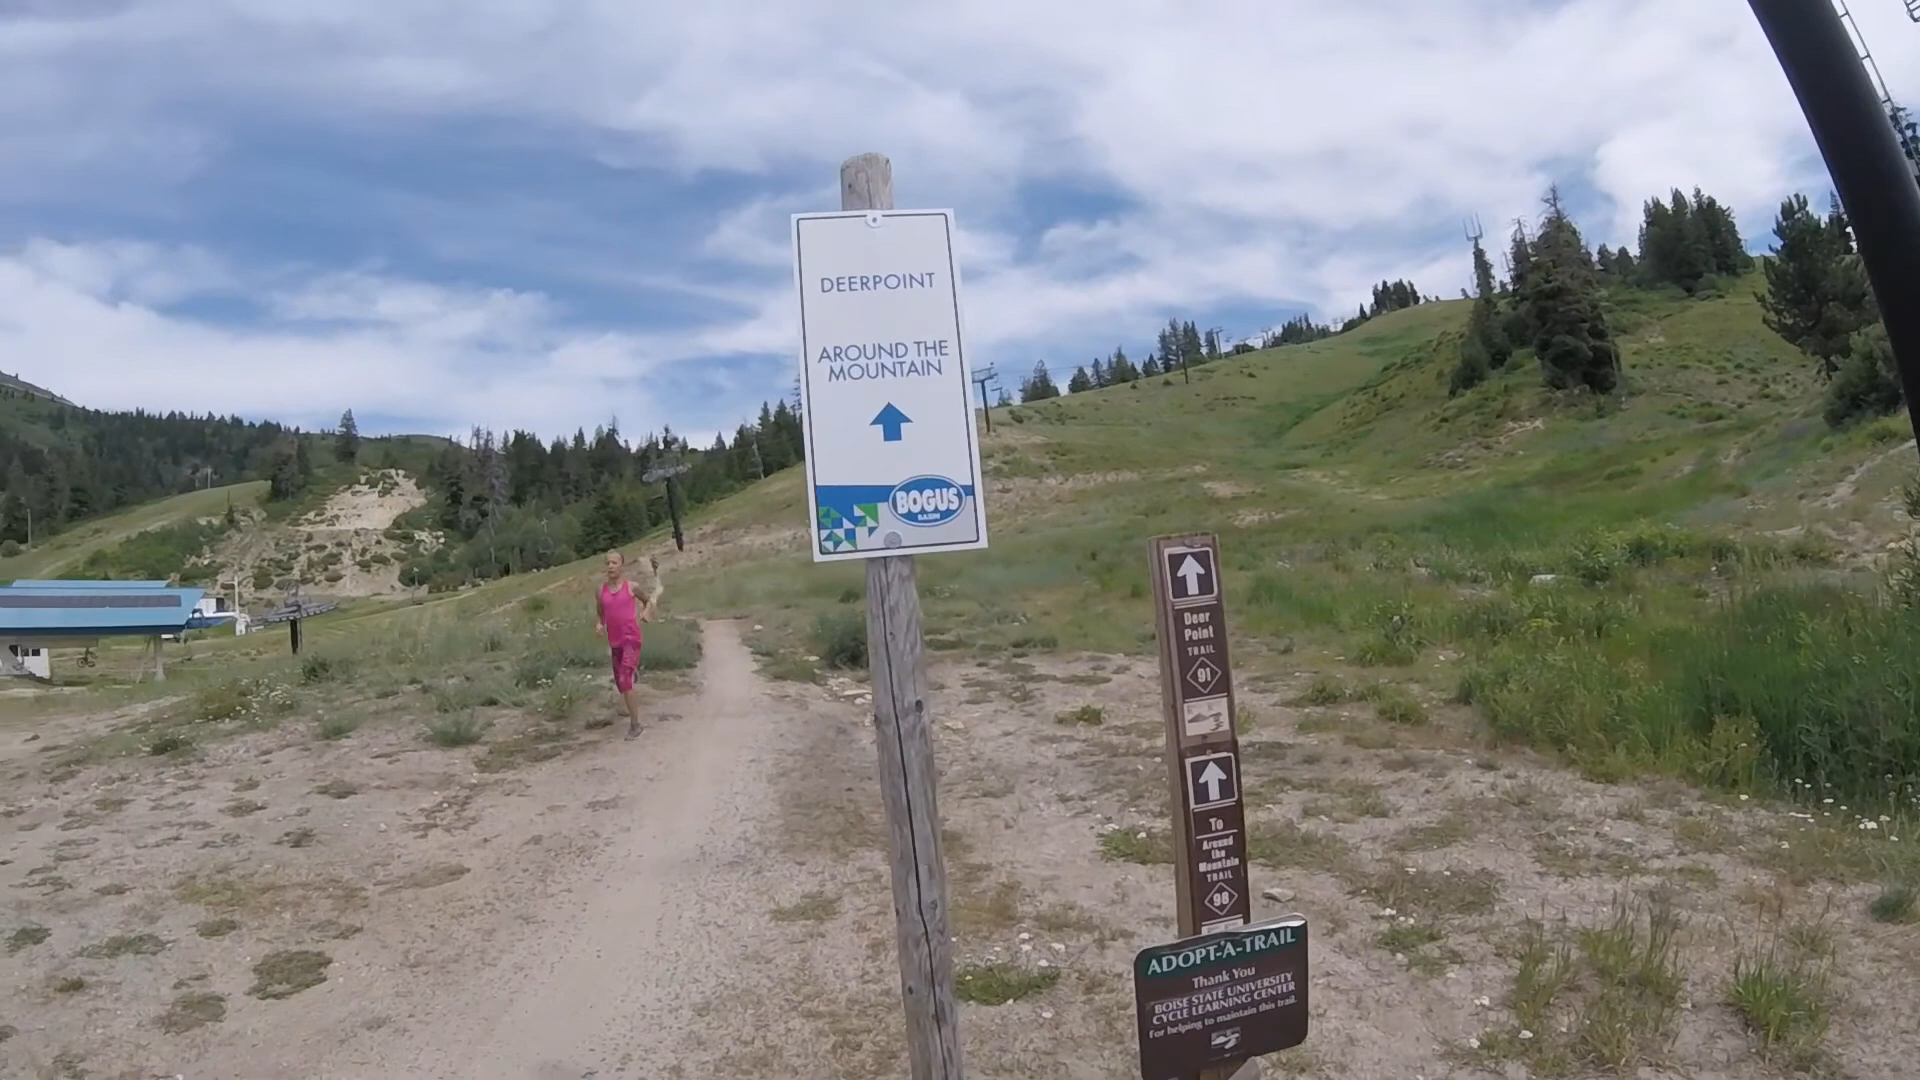 DEERPOINT
AROUND THE
MOUNTAIN
BOGUS
BASIN
Deer
Point
TRAIL
91
To
Around
the
Mountain
TRAIL
98
ADOPT-A-TRAIL
Thank You
BOISE STATE UNIVERSITY
CYCLE LEARNING CENTER
For helping to maintain this trail.